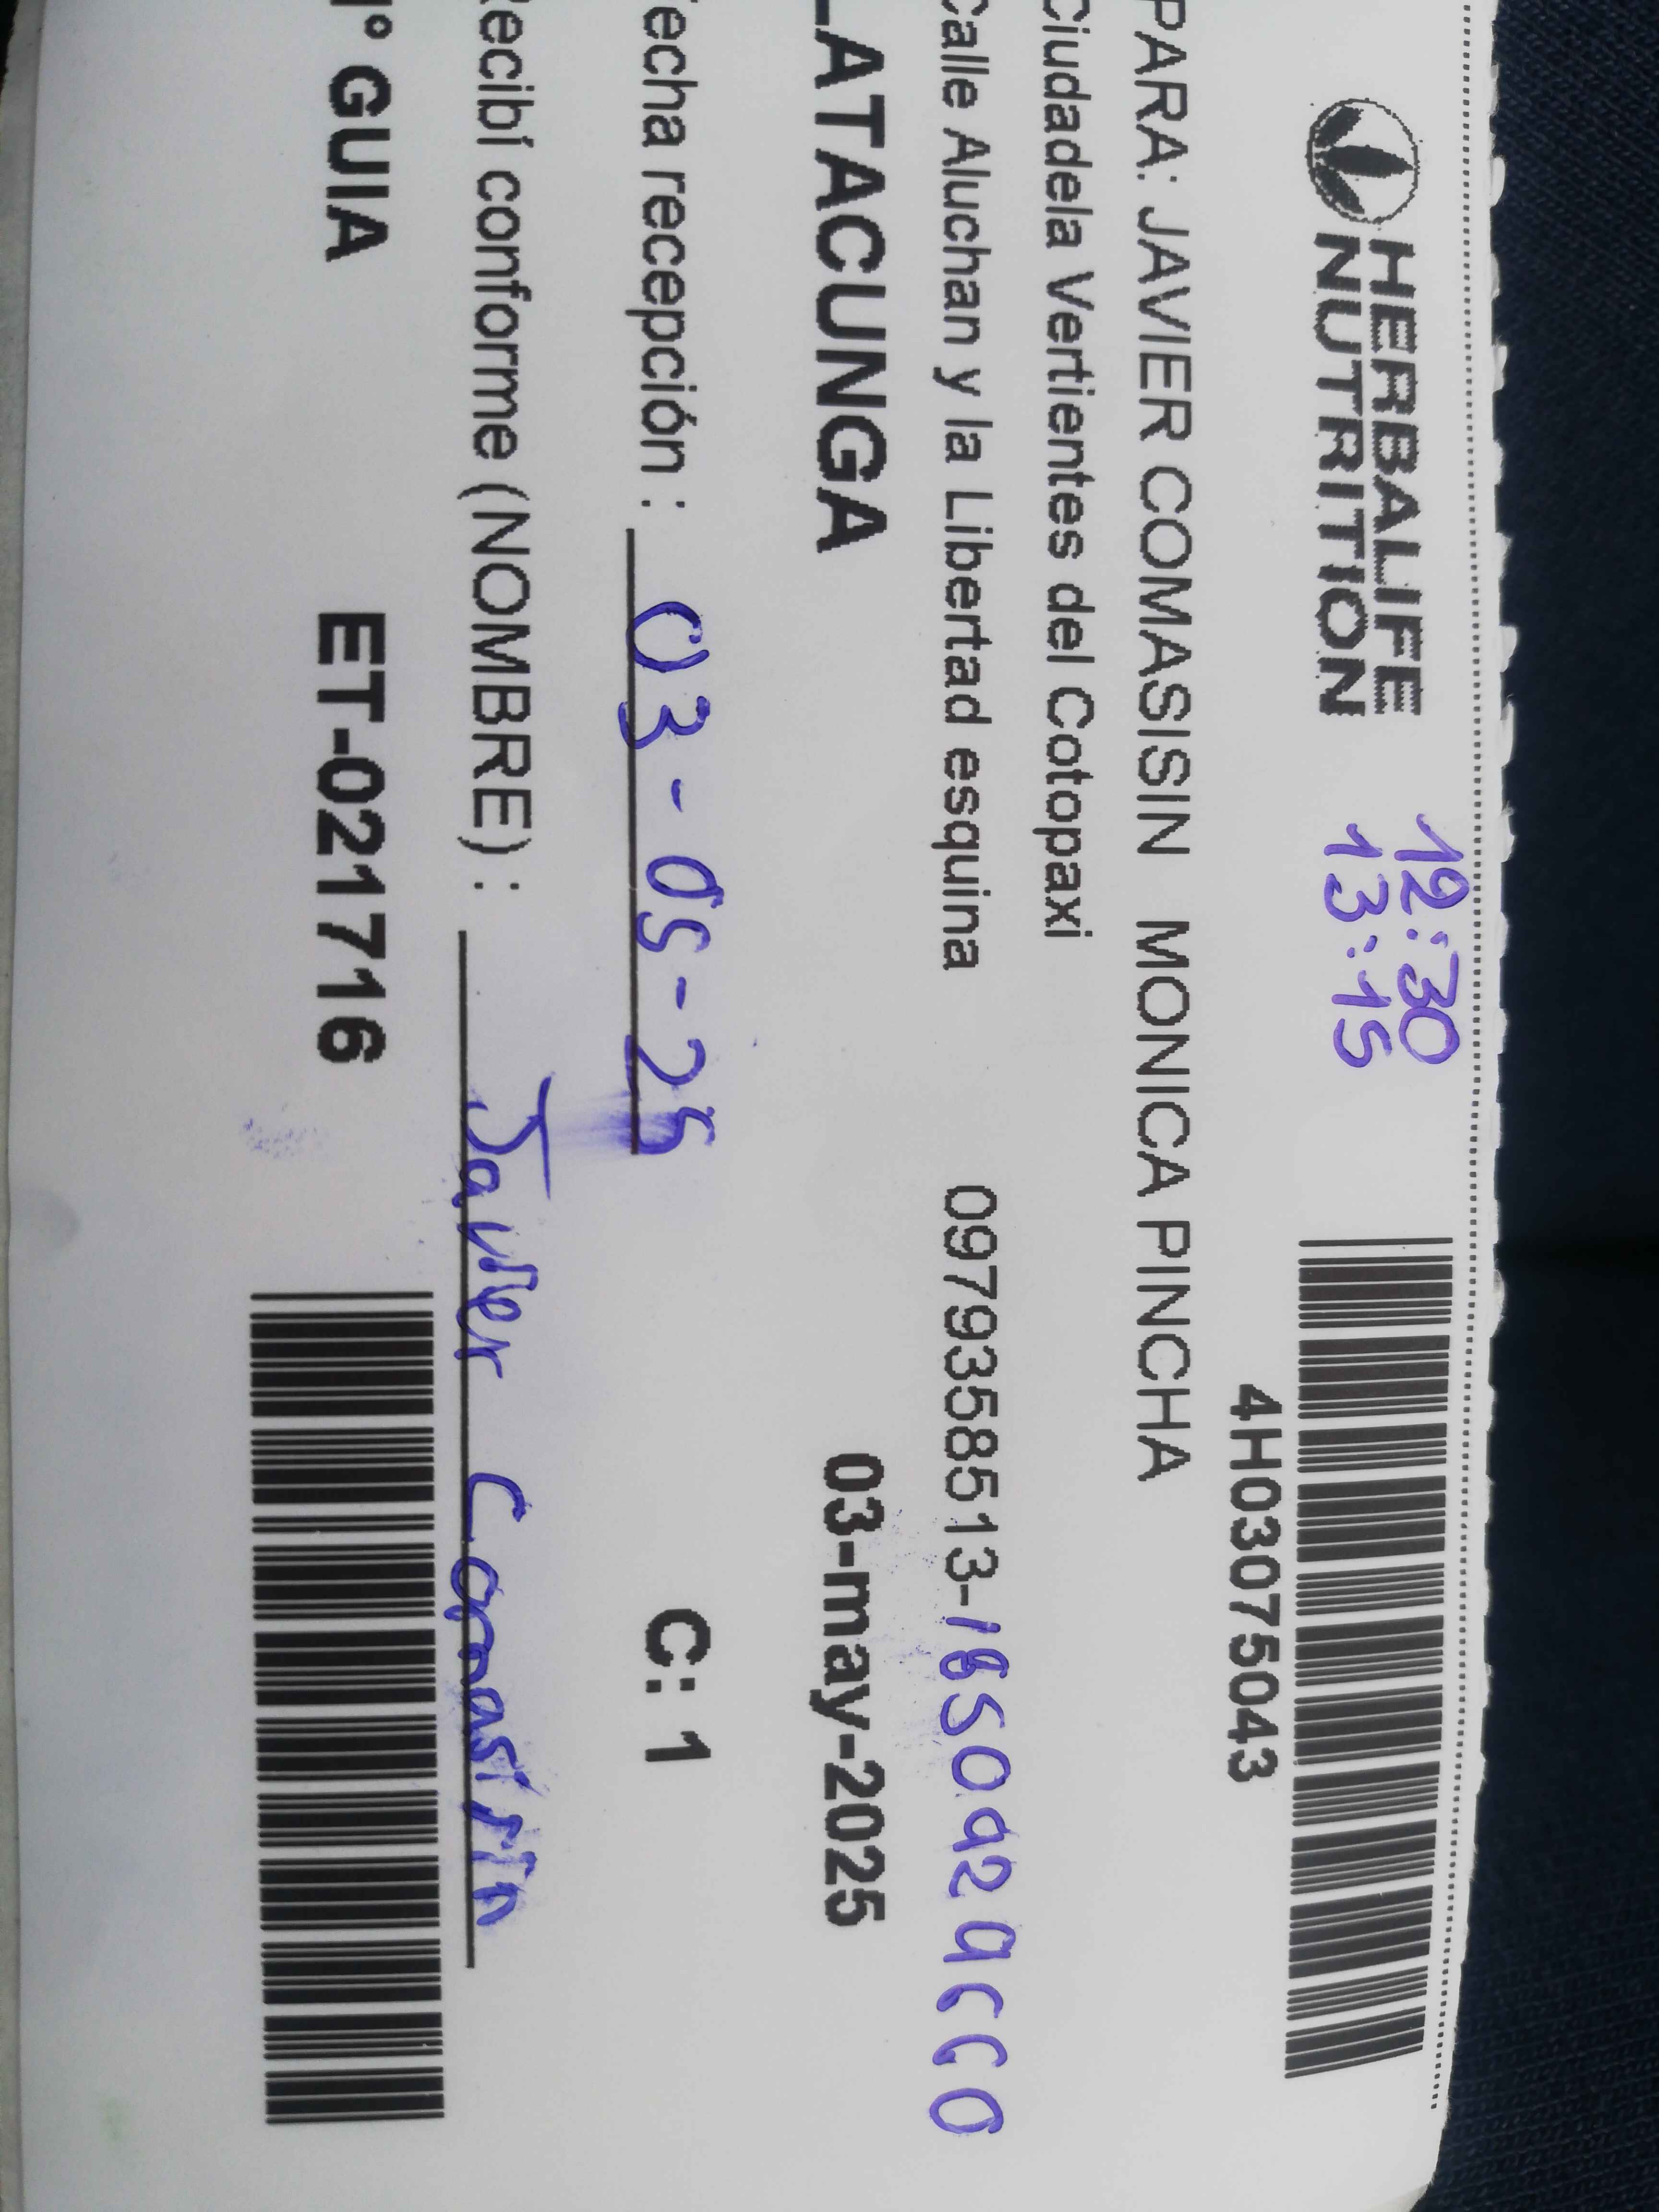 HERBALIFE
NUTRITION
12:30
13:15
4H03075043
PARA: JAVIER COMASISIN MONICA PINCHA
Ciudadela Vertientes del Cotopaxi
Calle Aluchan y la Libertad esquina 0979358513-
LATACUNGA 03-may-2025
Fecha recepción : 03-05-25 C: 1
Recibí conforme (NOMBRE) : Javier Comasisin
N° GUIA ET-021716